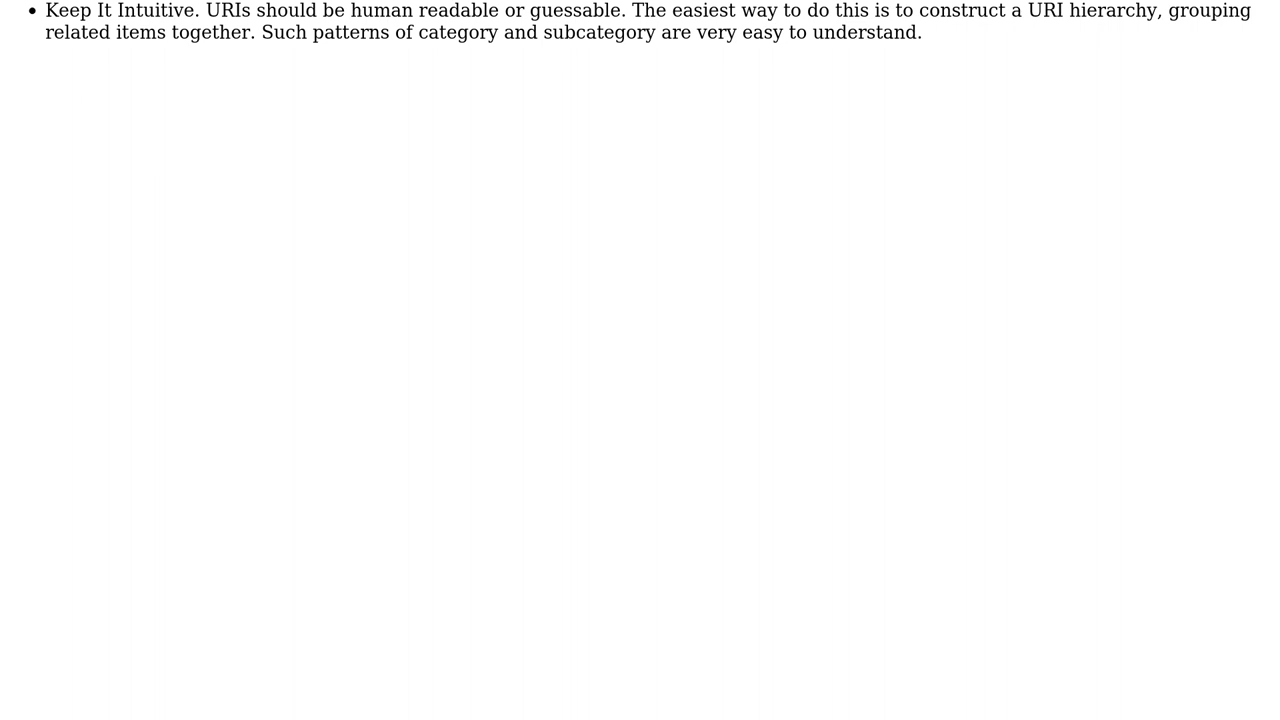 • Keep It Intuitive. URIs should be human readable or guessable. The easiest way to do this is to construct a URI hierarchy, grouping
related items together. Such patterns of category and subcategory are very easy to understand.